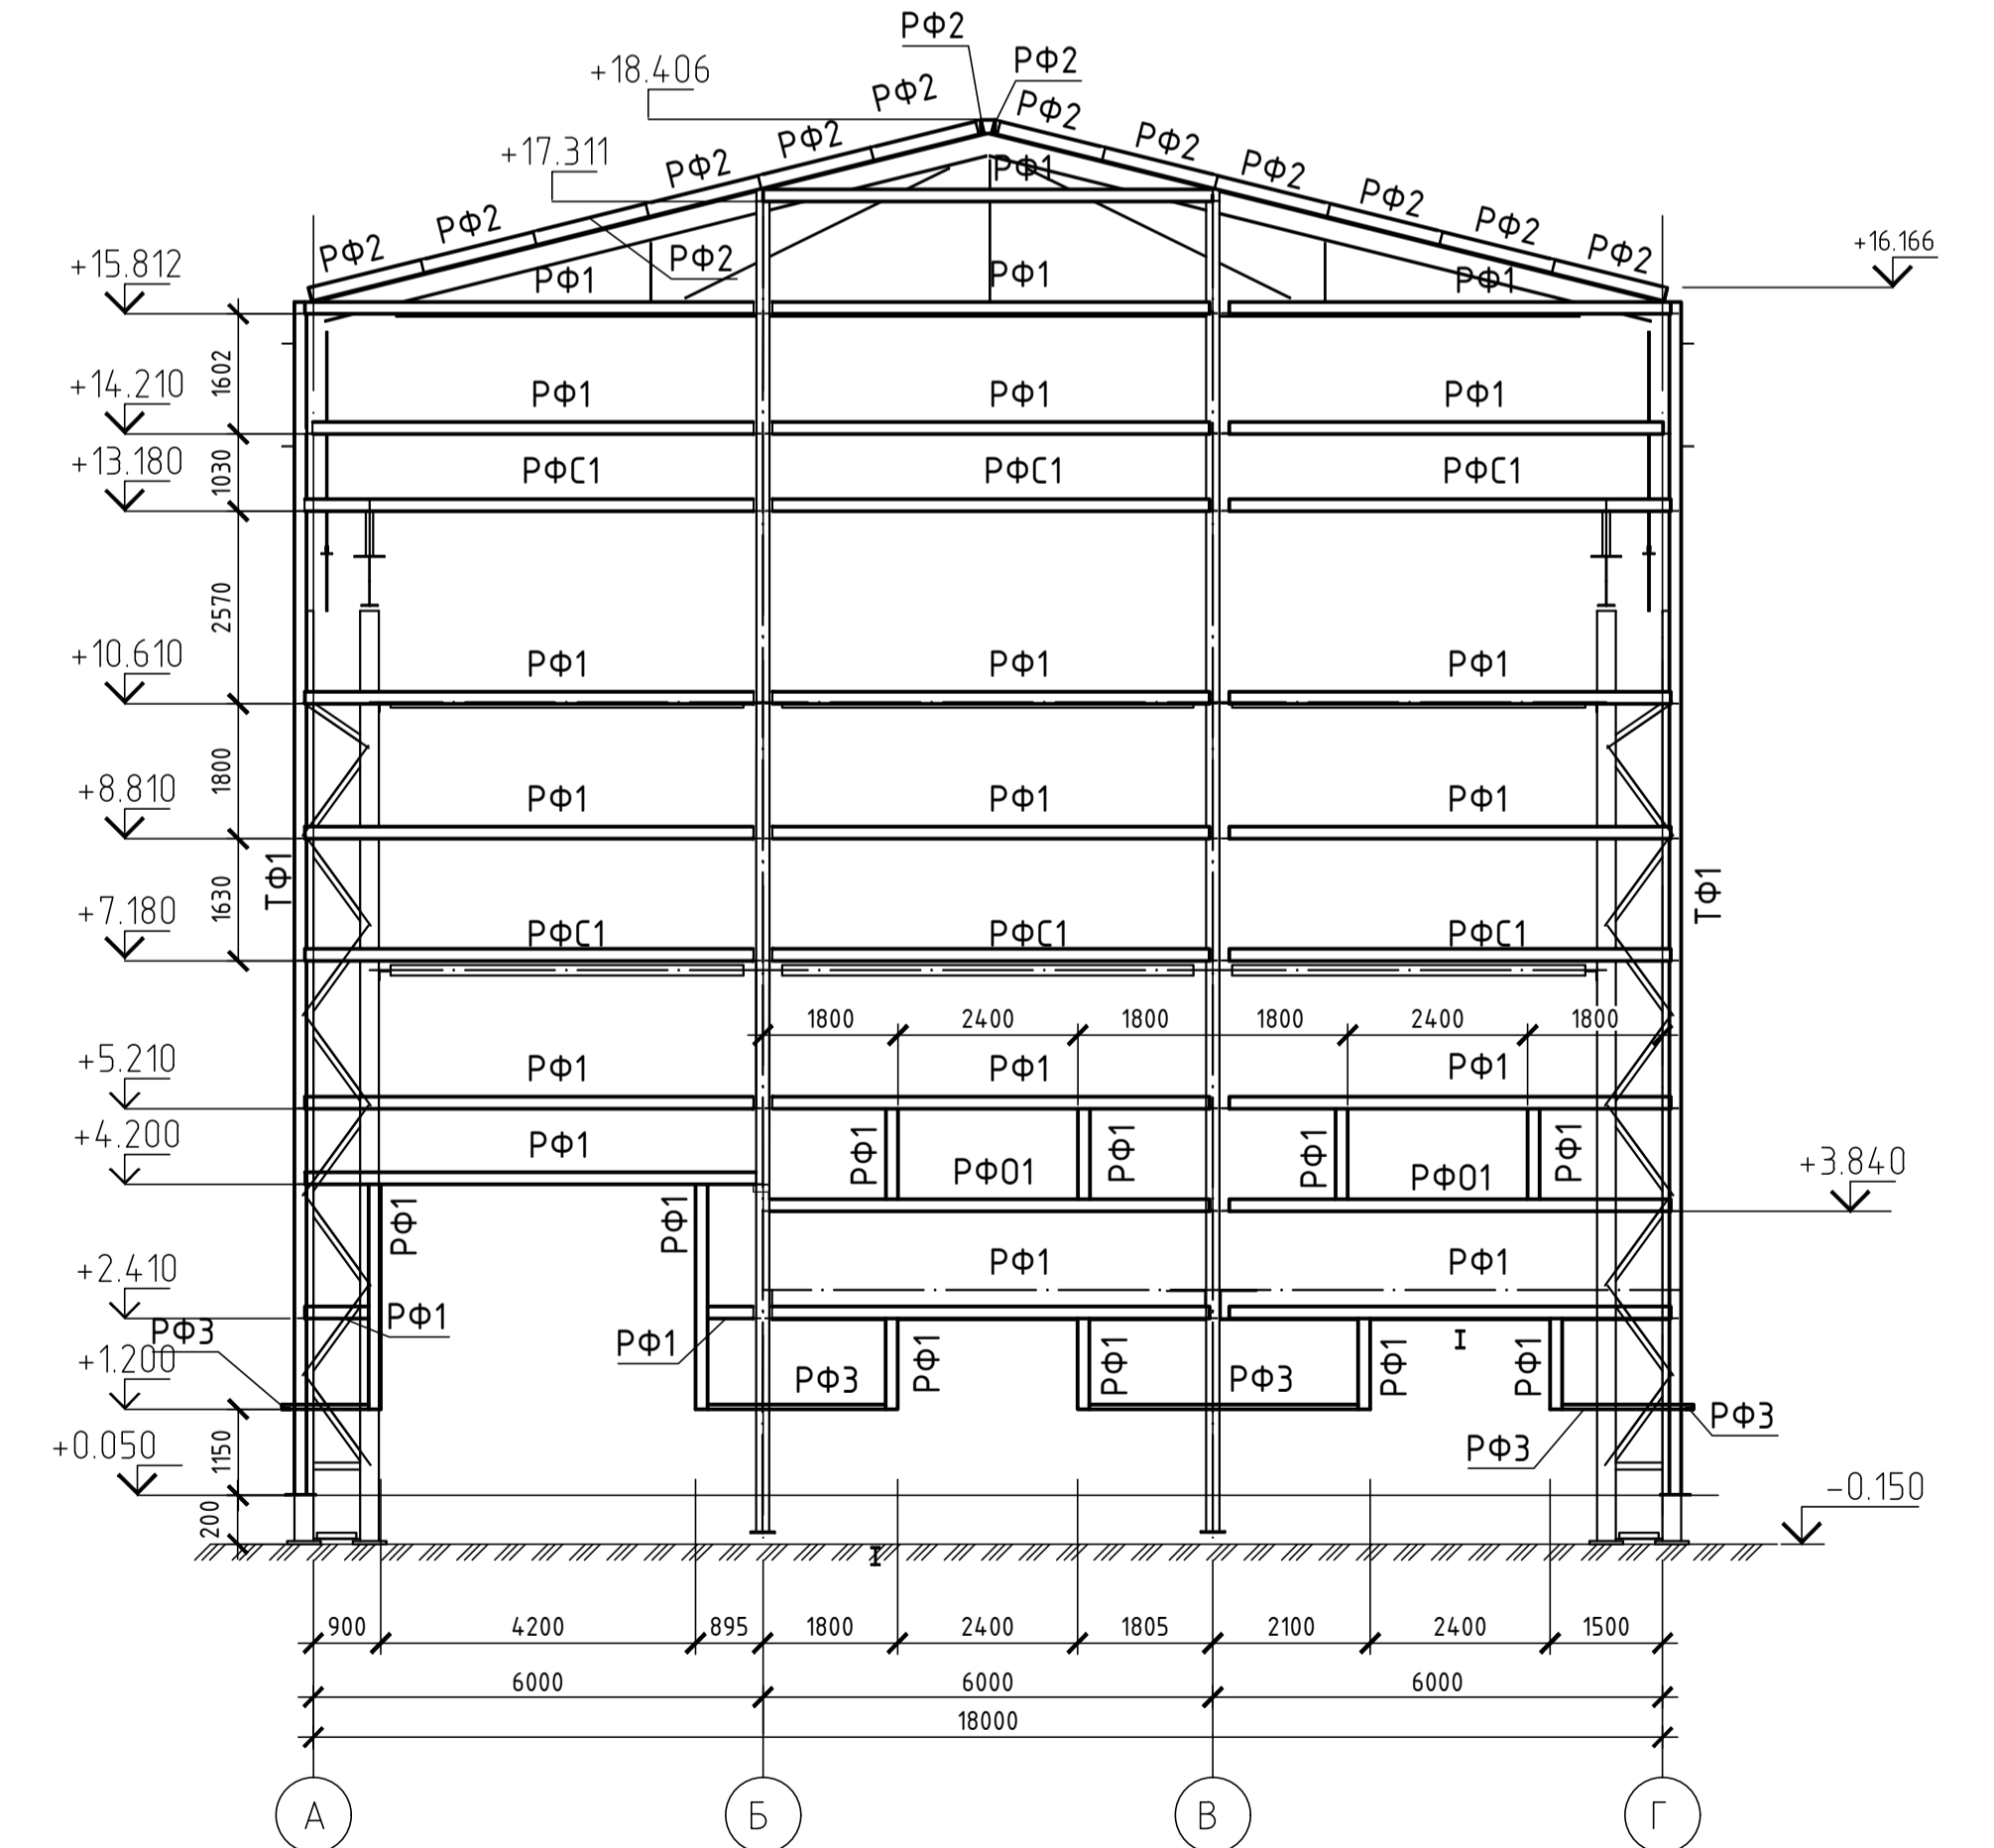 РФ2
РФ2
+18.406
РФ2 РФ2
+17.311 РФ2 РФ2
РФ2 РФ1 РФ2
РФ2 РФ2
РФ2 РФ2 РФ2 РФ2
+15.812 РФ1 РФ1 РФ1 +16.166
1602
+14.210 РФ1 РФ1 РФ1
+13.180 1030 РФС1 РФС1 РФС1
2570
+10.610 РФ1 РФ1 РФ1
+8.810 1800 РФ1 РФ1 РФ1
ТФ1 1630 ТФ1
+7.180 РФС1 РФС1 РФС1
1800 2400 1800 1800 2400 1800
+5.210 РФ1 РФ1 РФ1
+4.200 РФ1 РФ1 РФО1 РФ1 РФ1 РФО1 РФ1 +3.840
РФ1 РФ1
+2.410 РФ1 РФ1
РФ3 РФ1 РФ1 I
+1.200 РФ3 РФ1 РФ1 РФ3 РФ1 РФ1
РФ3
+0.050 1150 РФ3
200 -0.150
I
900 4200 895 1800 2400 1805 2100 2400 1500
6000 6000 6000
18000
А Б В Г